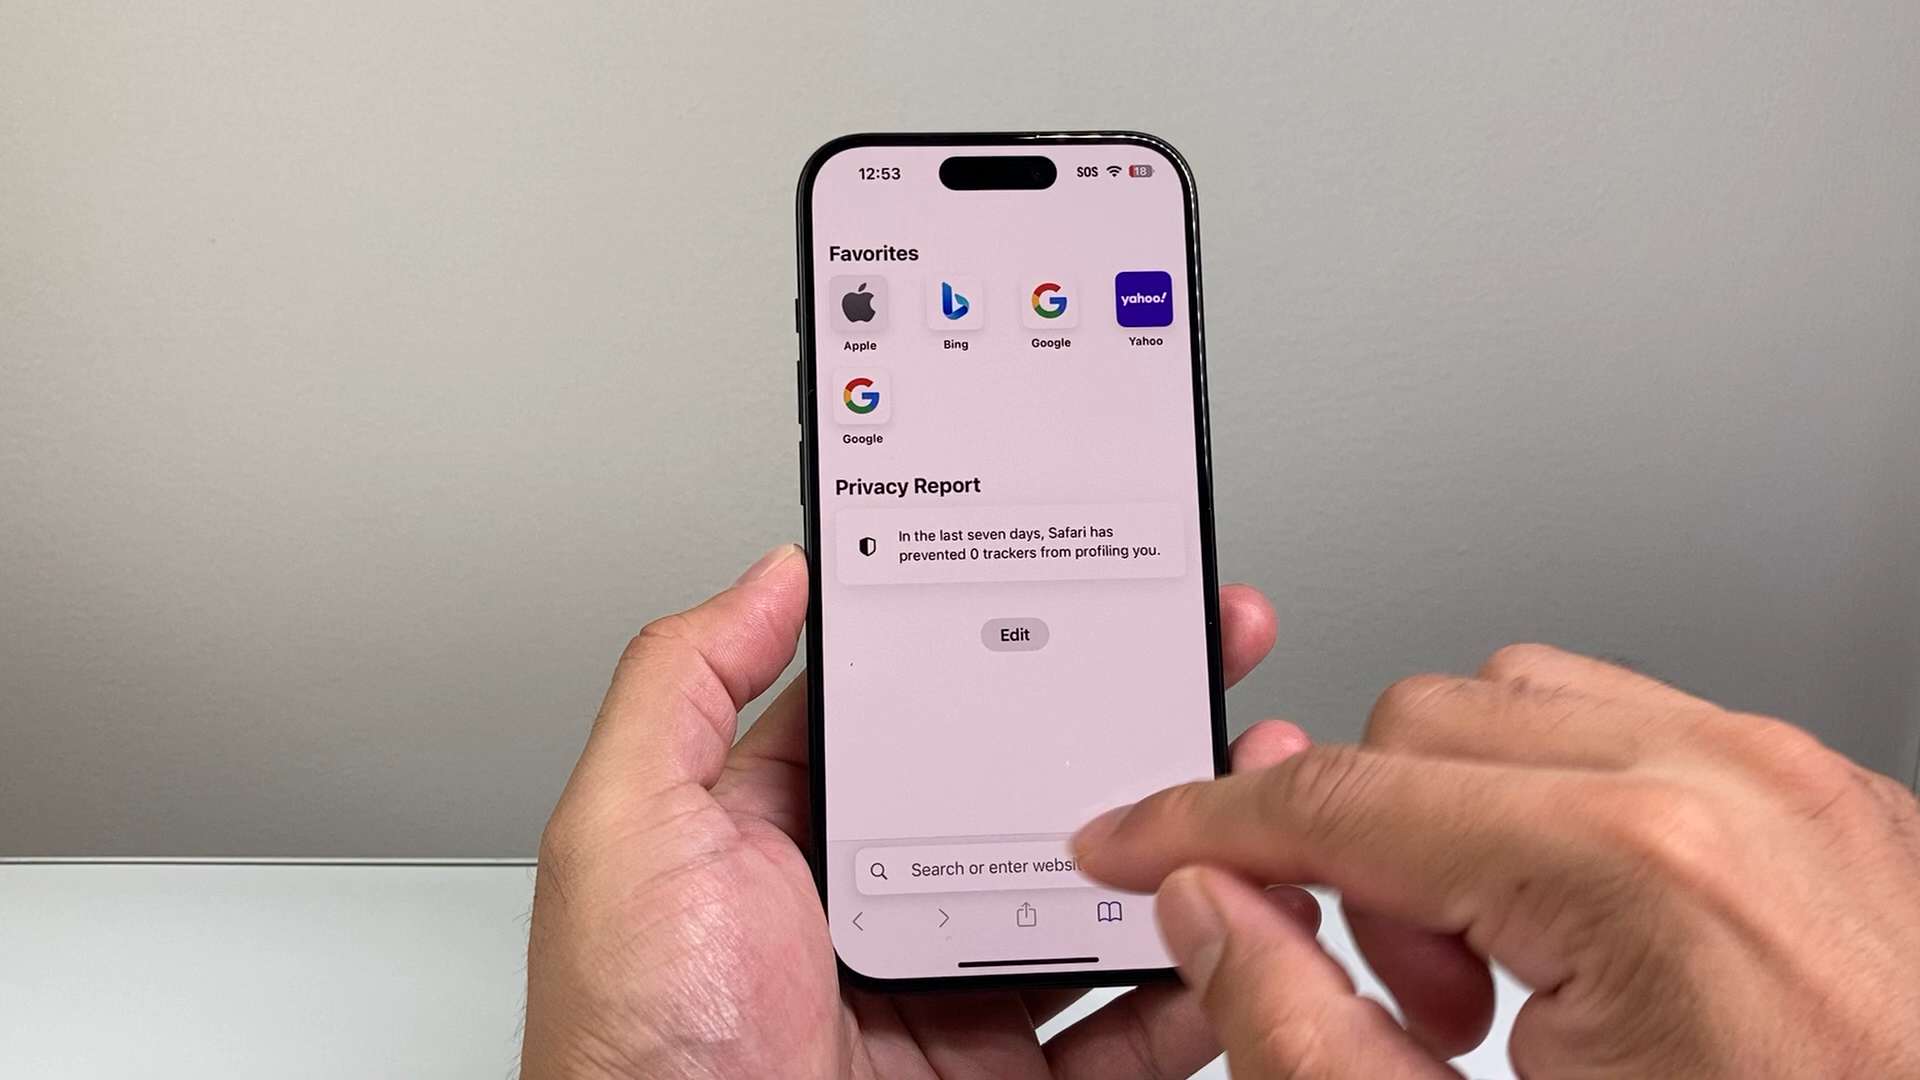 12:53 SOS 18
Favorites
yahoo!
Apple Bing Google Yahoo
Google
Privacy Report
In the last seven days, Safari has
prevented 0 trackers from profiling you.
Edit
Search or enter